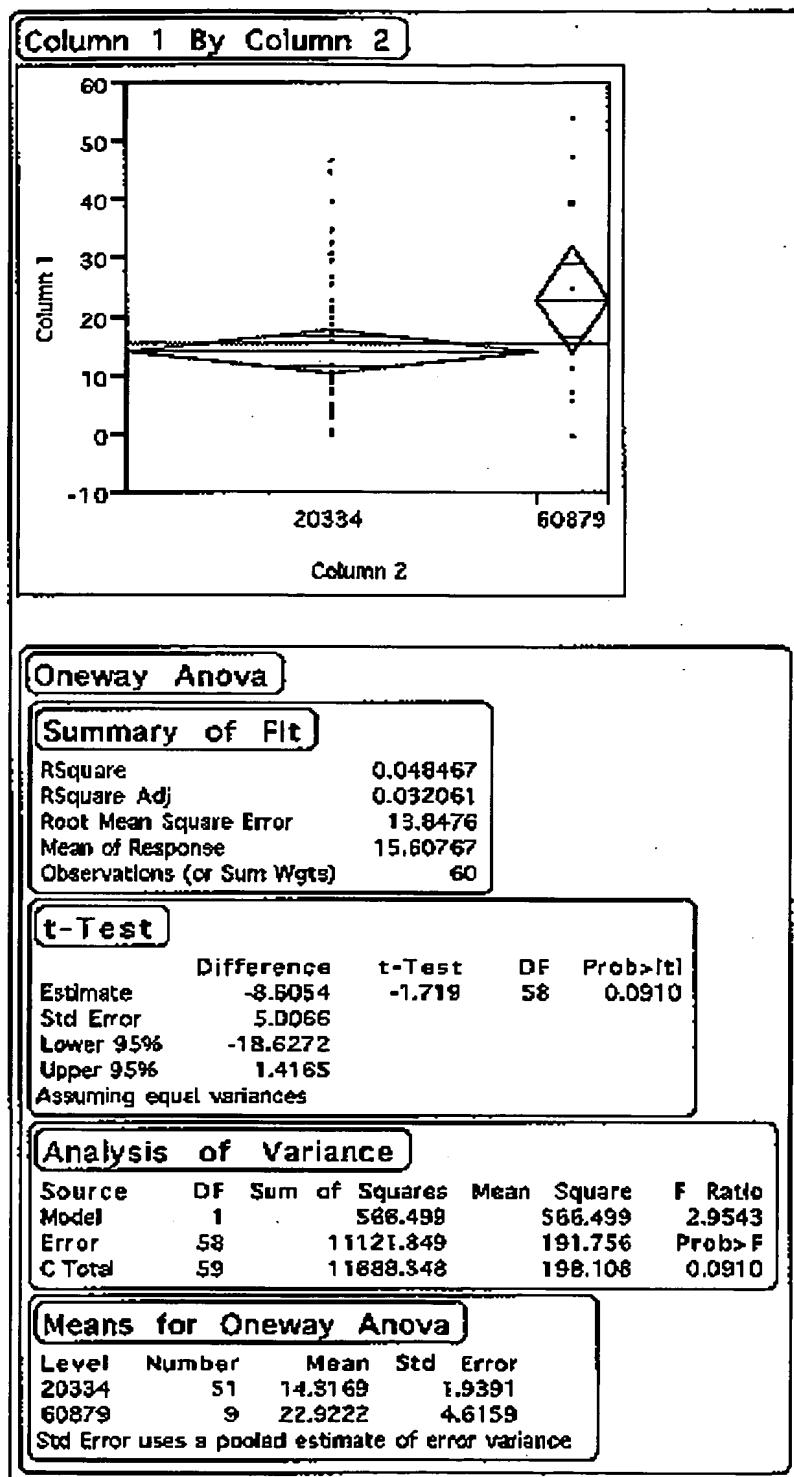 Column 1 By Column 2
60
50
40
30
20
10
0
-10
Column 1
20334 60879
Column 2
Oneway Anova
Summary of Fit
RSquare 0.048467
RSquare Adj 0.032061
Root Mean Square Error 13.8476
Mean of Response 15.60767
Observations (or Sum Wgts) 60
t-Test
Difference t-Test DF Prob>|t|
Estimate -8.6054 -1.719 58 0.0910
Std Error 5.0066
Lower 95% -18.6272
Upper 95% 1.4165
Assuming equal variances
Analysis of Variance
Source DF Sum of Squares Mean Square F Ratio
Model 1 566.499 566.499 2.9543
Error 58 11121.849 191.756 Prob>F
C Total 59 11688.348 198.108 0.0910
Means for Oneway Anova
Level Number Mean Std Error
20334 51 14.3169 1.9391
60879 9 22.9222 4.6159
Std Error uses a pooled estimate of error variance